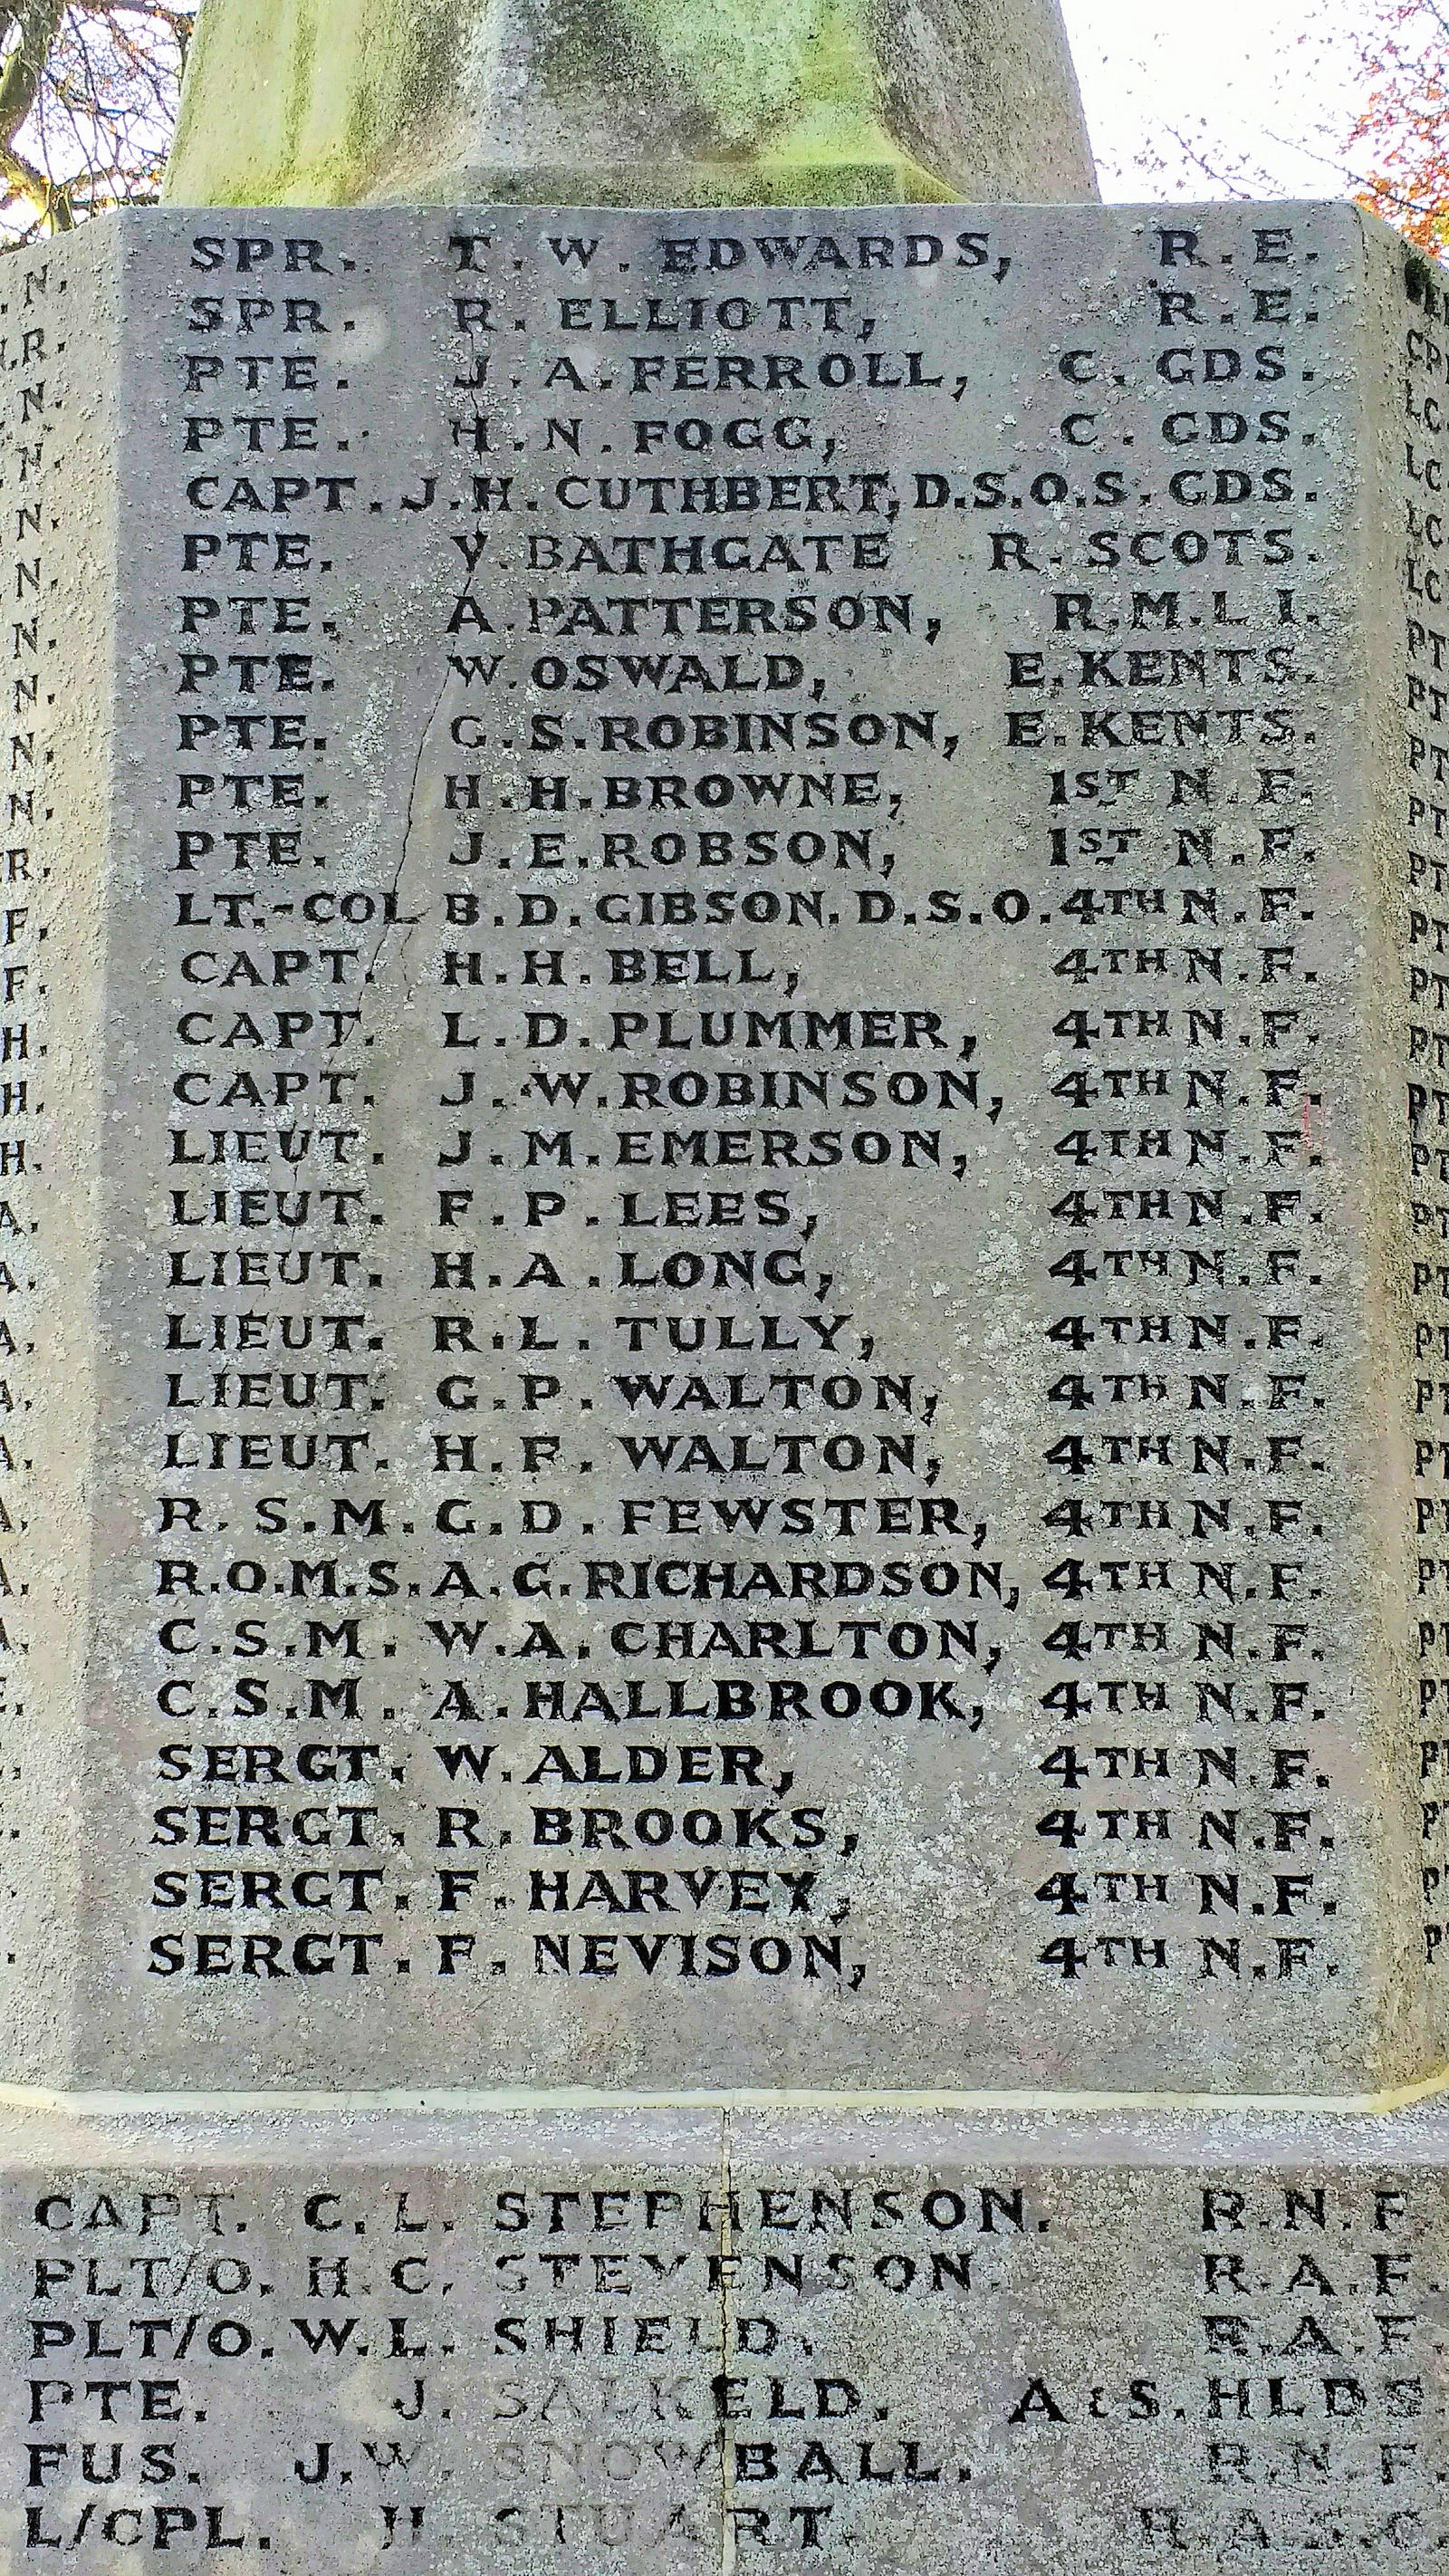 SPR. T. W. EDWARDS, R. E.
SPR. R. ELLIOTT, R. E.
PTE. J. A. FERROLL, C. GDS.
PTE. H. N. FOGG, C. GDS.
CAPT. J. H. CUTHBERT, D.S.O. S. GDS.
PTE. V. BATHGATE R. SCOTS.
PTE. A. PATTERSON, R. M. L I.
PTE. W. OSWALD, E. KENTS.
PTE. G. S. ROBINSON, E. KENTS.
PTE. H. H. BROWNE, 1ST N. F.
PTE. J. E. ROBSON, 1ST N. F.
LT.-COL B. D. GIBSON. D.S.O. 4TH N. F.
CAPT. H. H. BELL, 4TH N. F.
CAPT. L. D. PLUMMER, 4TH N. F.
CAPT. J. W. ROBINSON, 4TH N. F.
LIEUT. J. M. EMERSON, 4TH N. F.
LIEUT. F. P. LEES, 4TH N. F.
LIEUT. H. A. LONG, 4TH N. F.
LIEUT. R. L. TULLY, 4TH N. F.
LIEUT. G. P. WALTON, 4TH N. F.
LIEUT. H. F. WALTON, 4TH N. F.
R. S. M. G. D. FEWSTER, 4TH N. F.
R.Q.M.S. A. G. RICHARDSON, 4TH N. F.
C. S. M. W. A. CHARLTON, 4TH N. F.
C. S. M. A. HALLBROOK, 4TH N. F.
SERGT. W. ALDER, 4TH N. F.
SERGT. R. BROOKS, 4TH N. F.
SERGT. F. HARVEY, 4TH N. F.
SERGT. F. NEVISON, 4TH N. F.
CAPT. C. L. STEPHENSON. R. N. F
PLT/O. H. C. STEVENSON. R. A. F.
PLT/O. W. L. SHIELD. R. A. F.
PTE. J. SALKELD. A & S. HLDS.
FUS. J. W. SNOWBALL. R. N. F.
L/CPL. H. STUART.